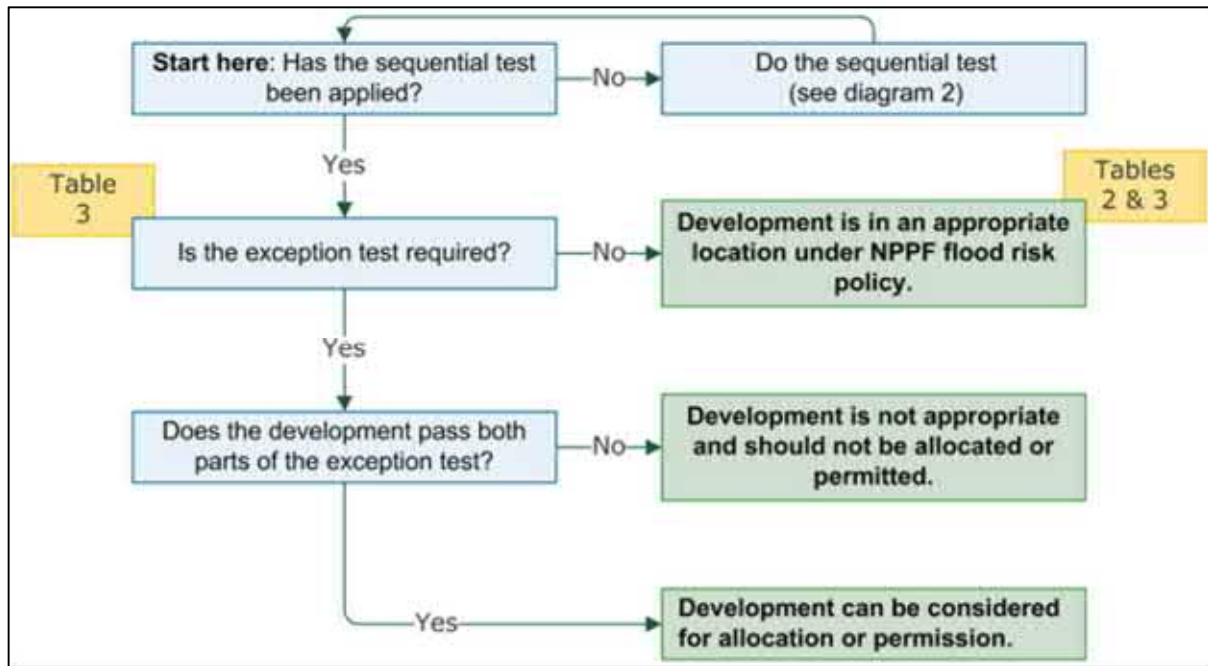 Start here: Has the sequential test
been applied?
No
Do the sequential test
(see diagram 2)
Yes
Table
3
Tables
2 & 3
Is the exception test required?
No
Development is in an appropriate
location under NPPF flood risk
policy.
Yes
Does the development pass both
parts of the exception test?
No
Development is not appropriate
and should not be allocated or
permitted.
Yes
Development can be considered
for allocation or permission.